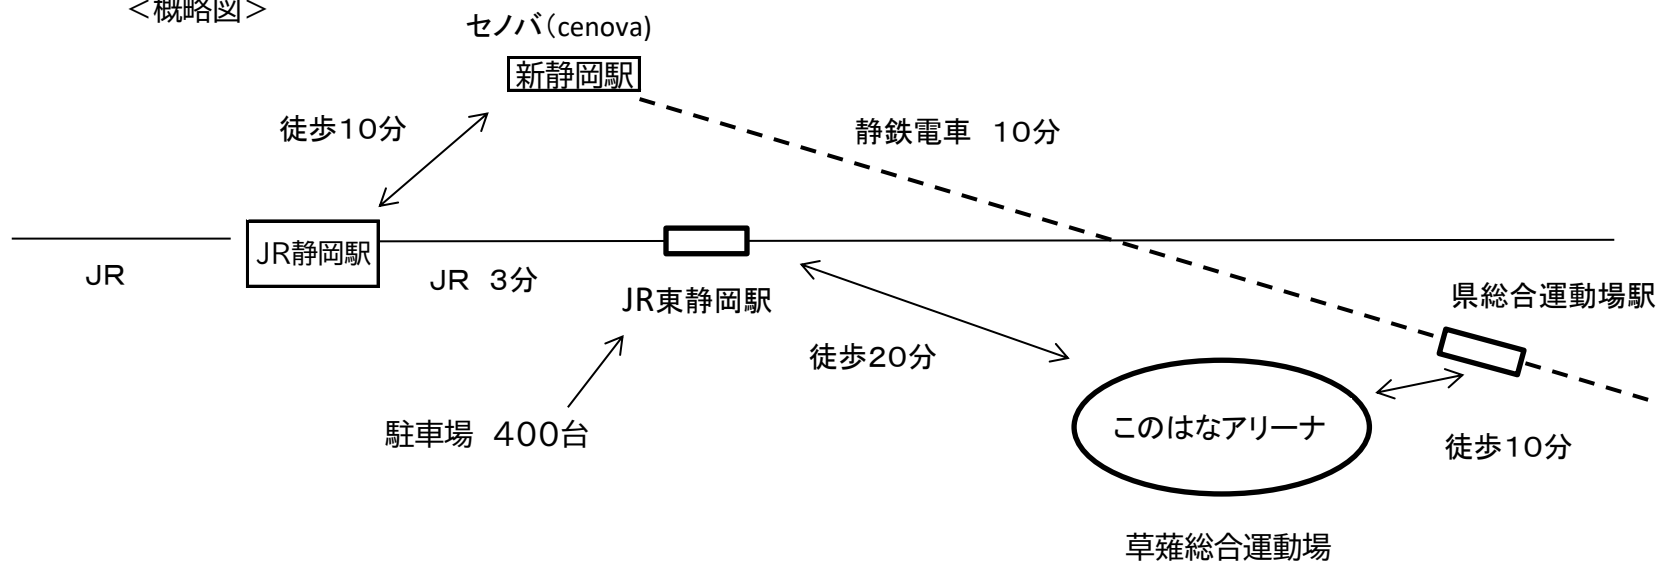 ＜概略図＞
セノバ（cenova)
新静岡駅
徒歩１０分
静鉄電車　１０分
ＪＲ静岡駅
ＪＲ
ＪＲ　３分
ＪＲ東静岡駅
県総合運動場駅
徒歩２０分
駐車場　４００台
このはなアリーナ
徒歩１０分
草薙総合運動場